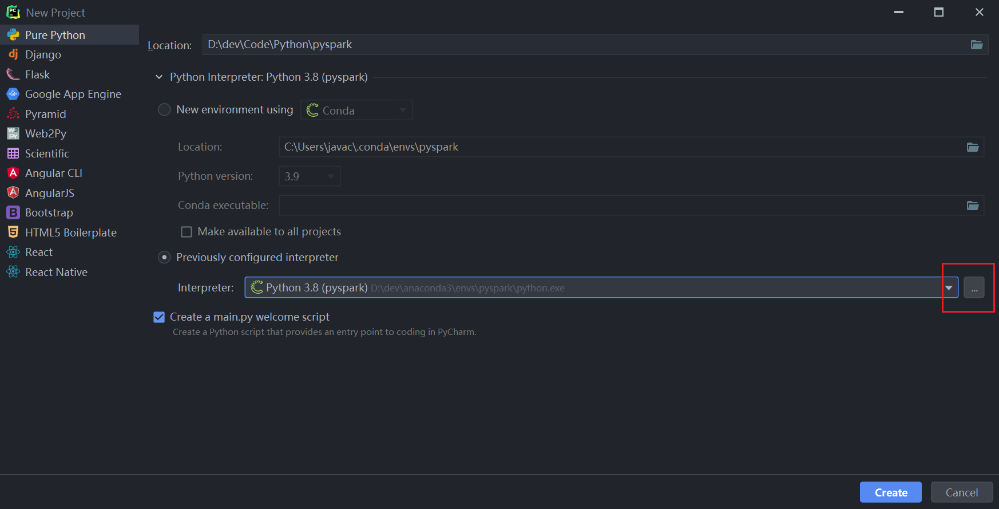 New Project
Pure Python
Django
Flask
Google App Engine
Pyramid
Web2Py
Scientific
Angular CLI
AngularJS
Bootstrap
HTML5 Boilerplate
React
React Native
Location: D:\dev\Code\Python\pyspark
Python Interpreter: Python 3.8 (pyspark)
New environment using Conda
Location: C:\Users\javac\.conda\envs\pyspark
Python version: 3.9
Conda executable:
Make available to all projects
Previously configured interpreter
Interpreter: Python 3.8 (pyspark) D:\dev\anaconda3\envs\pyspark\python.exe ...
Create a main.py welcome script
Create a Python script that provides an entry point to coding in PyCharm.
Create Cancel